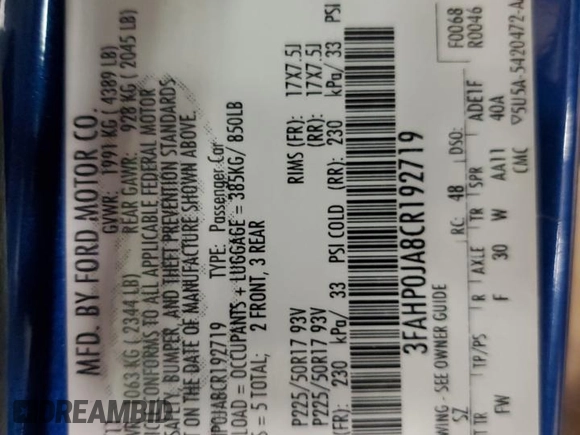 MFD. BY FORD MOTOR CO.
GVWR: 1991 KG ( 4389 LB)
1063 KG ( 2344 LB) REAR GAWR: 928 KG ( 2045 LB)
CONFORMS TO ALL APPLICABLE FEDERAL MOTOR
SAFETY, BUMPER, AND THEFT PREVENTION STANDARDS
ON THE DATE OF MANUFACTURE SHOWN ABOVE
TYPE: Passenger Car
LOAD = OCCUPANTS + LUGGAGE = 385KG/ 850LB
= 5 TOTAL; 2 FRONT, 3 REAR
P225/50R17 93V RIMS (FR): 17X7.5J
P225/50R17 93V (RR): 17X7.5J
(FR): 230 kPa/ 33 PSI COLD (RR): 230 kPa/ 33 PSI
3FAHP0JA8CR192719
F0068
R0046
- SEE OWNER GUIDE RC: 48 DSO:
SZ
TR TP/PS R AXLE TR SPR ADE1F
FW F 30 W AA11 40A
CMC 5U5A-5420472-A
DREAMBID